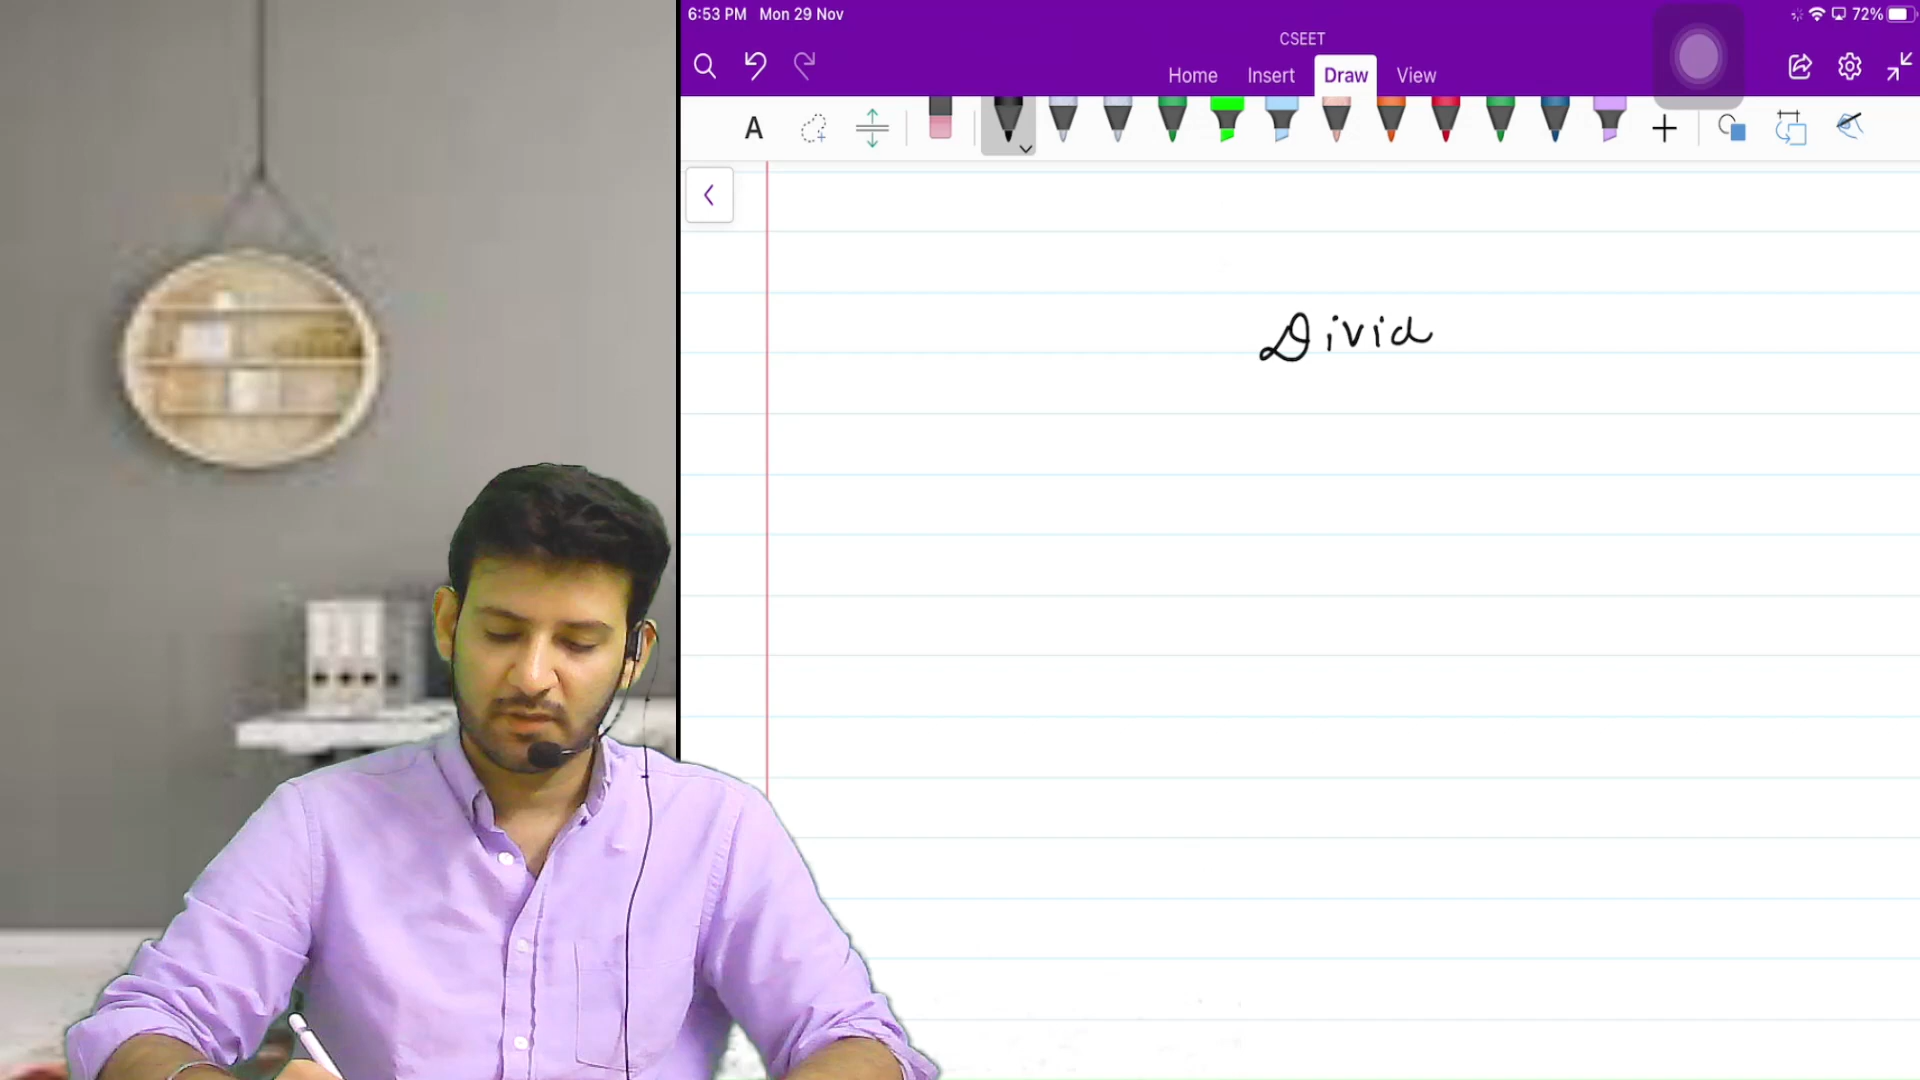 6:53 PM Mon 29 Nov 72%
CSEET
Home Insert Draw View
A
Divid